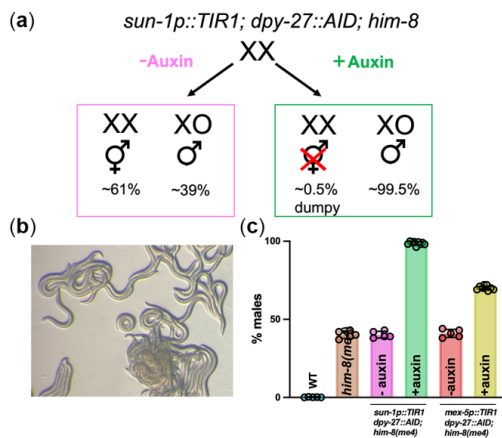 (a)
sun-1p::TIR1; dpy-27::AID; him-8
XX
-Auxin
+Auxin
XX XO
~61% ~39%
XX XO
~0.5% ~99.5%
dumpy
(b)
(c)
% males
100
50
0
WT
him-8(me4)
- auxin
+auxin
-auxin
+auxin
sun-1p::TIR1
dpy-27::AID;
him-8(me4)
mex-5p::TIR1
dpy-27::AID;
him-8(me4)